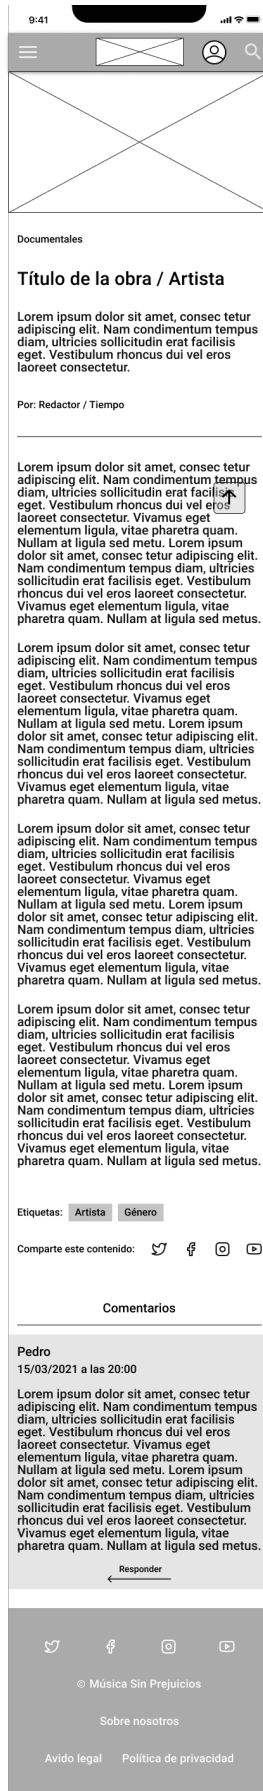 9:41
Documentales
Título de la obra / Artista
Lorem ipsum dolor sit amet, consec tetur
adipiscing elit. Nam condimentum tempus
diam, ultricies sollicitudin erat facilisis
eget. Vestibulum rhoncus dui vel eros
laoreet consectetur.
Por: Redactor / Tiempo
Lorem ipsum dolor sit amet, consec tetur
adipiscing elit. Nam condimentum tempus
diam, ultricies sollicitudin erat facilisis
eget. Vestibulum rhoncus dui vel eros
laoreet consectetur. Vivamus eget
elementum ligula, vitae pharetra quam.
Nullam at ligula sed metu. Lorem ipsum
dolor sit amet, consec tetur adipiscing elit.
Nam condimentum tempus diam, ultricies
sollicitudin erat facilisis eget. Vestibulum
rhoncus dui vel eros laoreet consectetur.
Vivamus eget elementum ligula, vitae
pharetra quam. Nullam at ligula sed metus.
Lorem ipsum dolor sit amet, consec tetur
adipiscing elit. Nam condimentum tempus
diam, ultricies sollicitudin erat facilisis
eget. Vestibulum rhoncus dui vel eros
laoreet consectetur. Vivamus eget
elementum ligula, vitae pharetra quam.
Nullam at ligula sed metu. Lorem ipsum
dolor sit amet, consec tetur adipiscing elit.
Nam condimentum tempus diam, ultricies
sollicitudin erat facilisis eget. Vestibulum
rhoncus dui vel eros laoreet consectetur.
Vivamus eget elementum ligula, vitae
pharetra quam. Nullam at ligula sed metus.
Lorem ipsum dolor sit amet, consec tetur
adipiscing elit. Nam condimentum tempus
diam, ultricies sollicitudin erat facilisis
eget. Vestibulum rhoncus dui vel eros
laoreet consectetur. Vivamus eget
elementum ligula, vitae pharetra quam.
Nullam at ligula sed metu. Lorem ipsum
dolor sit amet, consec tetur adipiscing elit.
Nam condimentum tempus diam, ultricies
sollicitudin erat facilisis eget. Vestibulum
rhoncus dui vel eros laoreet consectetur.
Vivamus eget elementum ligula, vitae
pharetra quam. Nullam at ligula sed metus.
Lorem ipsum dolor sit amet, consec tetur
adipiscing elit. Nam condimentum tempus
diam, ultricies sollicitudin erat facilisis
eget. Vestibulum rhoncus dui vel eros
laoreet consectetur. Vivamus eget
elementum ligula, vitae pharetra quam.
Nullam at ligula sed metu. Lorem ipsum
dolor sit amet, consec tetur adipiscing elit.
Nam condimentum tempus diam, ultricies
sollicitudin erat facilisis eget. Vestibulum
rhoncus dui vel eros laoreet consectetur.
Vivamus eget elementum ligula, vitae
pharetra quam. Nullam at ligula sed metus.
Etiquetas: Artista Género
Comparte este contenido:
Comentarios
Pedro
15/03/2021 a las 20:00
Lorem ipsum dolor sit amet, consec tetur
adipiscing elit. Nam condimentum tempus
diam, ultricies sollicitudin erat facilisis
eget. Vestibulum rhoncus dui vel eros
laoreet consectetur. Vivamus eget
elementum ligula, vitae pharetra quam.
Nullam at ligula sed metu. Lorem ipsum
dolor sit amet, consec tetur adipiscing elit.
Nam condimentum tempus diam, ultricies
sollicitudin erat facilisis eget. Vestibulum
rhoncus dui vel eros laoreet consectetur.
Vivamus eget elementum ligula, vitae
pharetra quam. Nullam at ligula sed metus.
Responder
© Música Sin Prejuicios
Sobre nosotros
Avido legal Política de privacidad